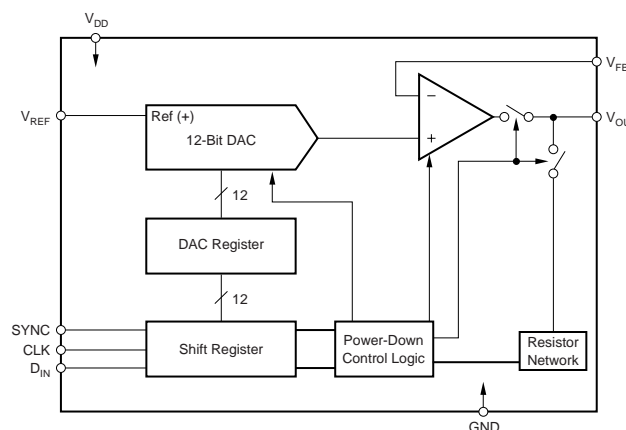 VDD
VFB
VREF
Ref (+)
12-Bit DAC
VOU
12
DAC Register
12
SYNC
CLK
DIN
Shift Register
Power-Down
Control Logic
Resistor
Network
GND